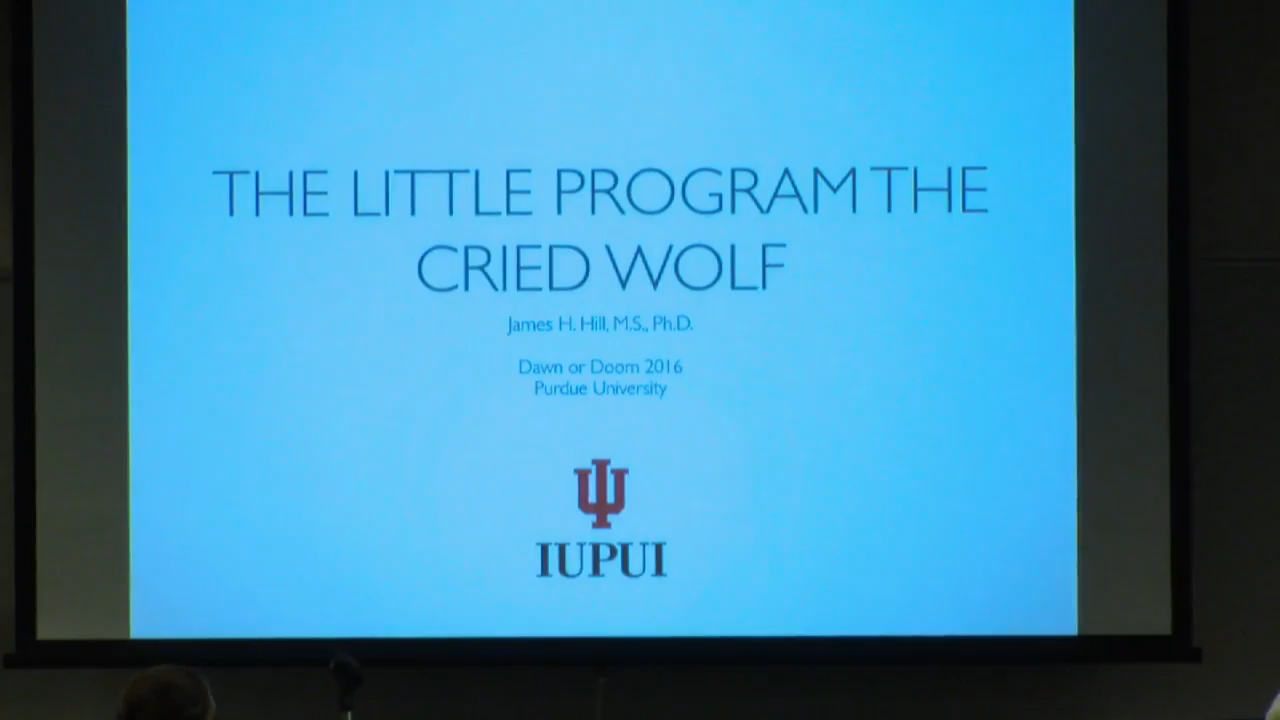 THE LITTLE PROGRAM THE
CRIED WOLF
James H. Hill, M.S., Ph.D.
Dawn or Doom 2016
Purdue University
IUPUI